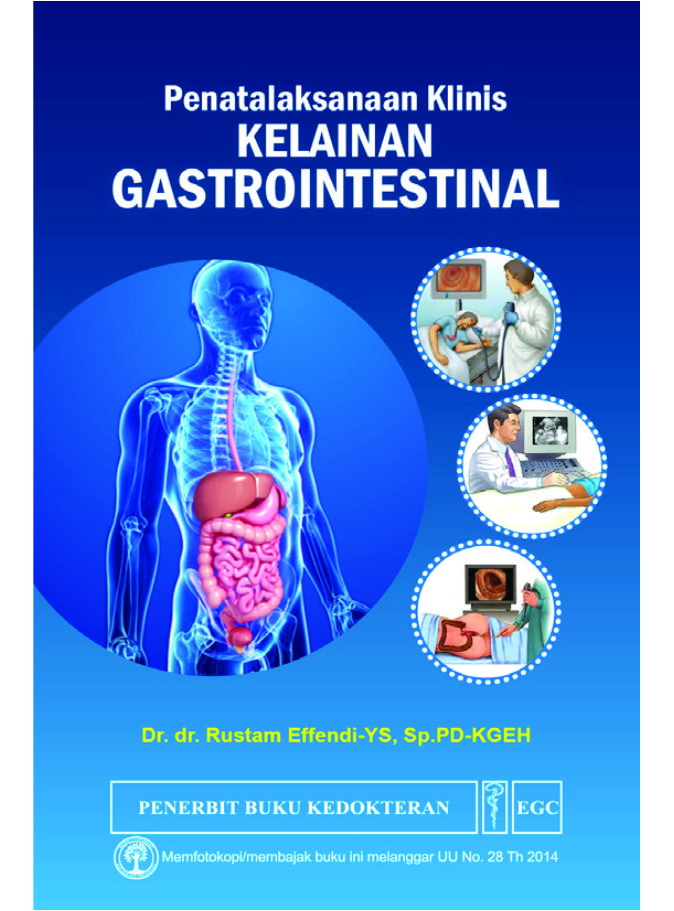 Penatalaksanaan Klinis
KELAINAN
GASTROINTESTINAL
Dr. dr. Rustam Effendi-YS, Sp.PD-KGEH
PENERBIT BUKU KEDOKTERAN EGC
Memfotokopi/membajak buku ini melanggar UU No. 28 Th 2014